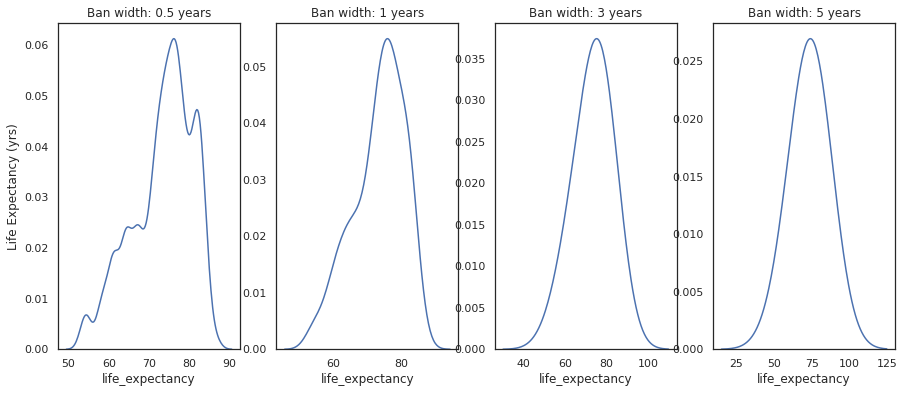 Ban width: 0.5 years
Ban width: 1 years
Ban width: 3 years
Ban width: 5 years
Life Expectancy (yrs)
0.06
0.05
0.04
0.03
0.02
0.01
0.00
50 60 70 80 90
life_expectancy
0.05
0.04
0.03
0.02
0.01
0.00
60 80
life_expectancy
0.035
0.030
0.025
0.020
0.015
0.010
0.005
0.000
40 60 80 100
life_expectancy
0.025
0.020
0.015
0.010
0.005
0.000
25 50 75 100 125
life_expectancy